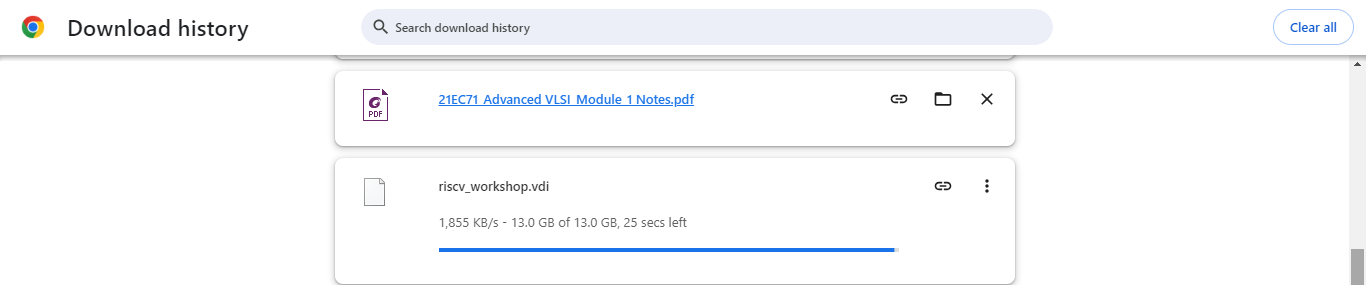 Download history
Search download history
Clear all
PDF
21EC71_Advanced VLSI_Module 1 Notes.pdf
riscv_workshop.vdi
1,855 KB/s - 13.0 GB of 13.0 GB, 25 secs left